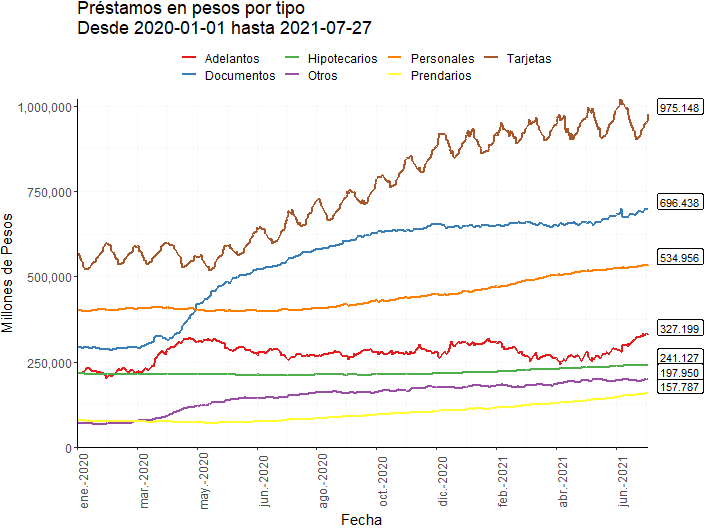 Préstamos en pesos por tipo
Desde 2020-01-01 hasta 2021-07-27
Adelantos Hipotecarios Personales Tarjetas
Documentos Otros Prendarios
Millones de Pesos
1,000,000
750,000
500,000
250,000
0
975.148
696.438
534.956
327.199
241.127
197.950
157.787
ene.-2020
mar.-2020
may.-2020
jun.-2020
ago.-2020
oct.-2020
dic.-2020
feb.-2021
abr.-2021
jun.-2021
Fecha